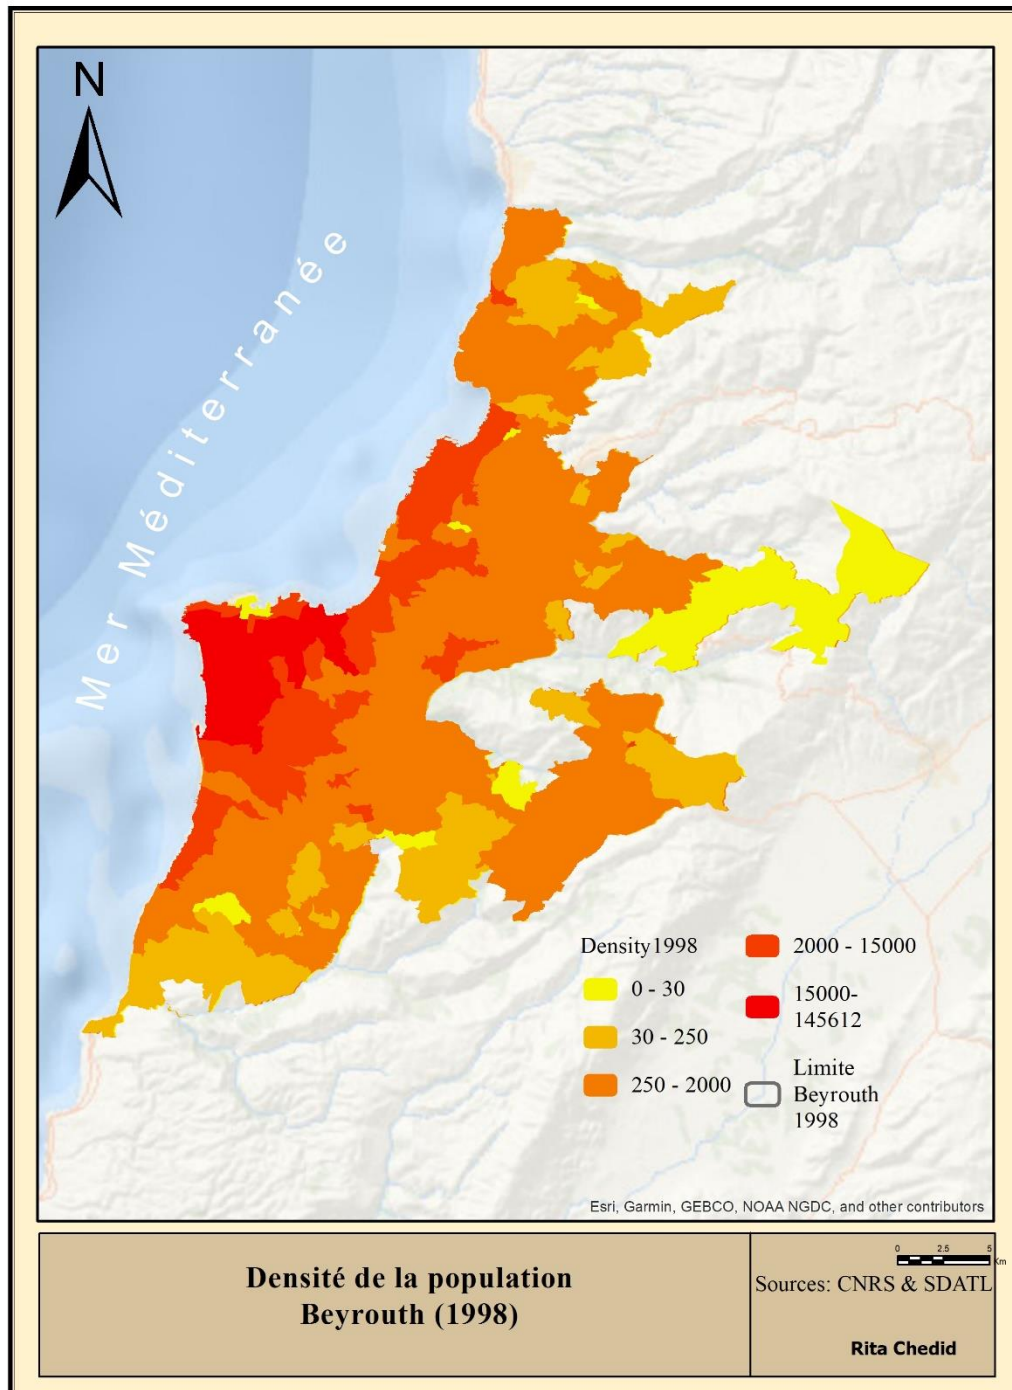 N
Mer Méditerranée
Density1998
0 - 30
30 - 250
250 - 2000
2000 - 15000
15000-
145612
Limite
Beyrouth
1998
Esri, Garmin, GEBCO, NOAA NGDC, and other contributors
Densité de la population
Beyrouth (1998)
0 2.5 5
Km
Sources: CNRS & SDATL
Rita Chedid